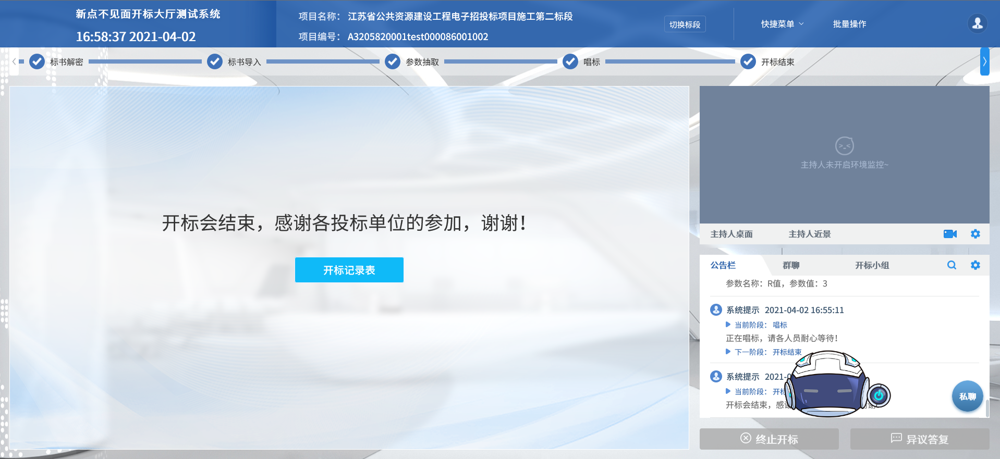 新点不见面开标大厅测试系统
16:58:37 2021-04-02
项目名称： 江苏省公共资源建设工程电子招投标项目施工第二标段
项目编号： A3205820001test000086001002
切换标段
快捷菜单
批量操作
标书解密
标书导入
参数抽取
唱标
开标结束
开标会结束，感谢各投标单位的参加，谢谢！
开标记录表
主持人未开启环境监控~
主持人桌面
主持人近景
公告栏
群聊
开标小组
参数名称：R值，参数值：3
系统提示 2021-04-02 16:55:11
当前阶段： 唱标
正在唱标，请各人员耐心等待！
下一阶段： 开标结束
系统提示 2021-0
当前阶段： 开标
开标会结束，感谢
私聊
终止开标
异议答复